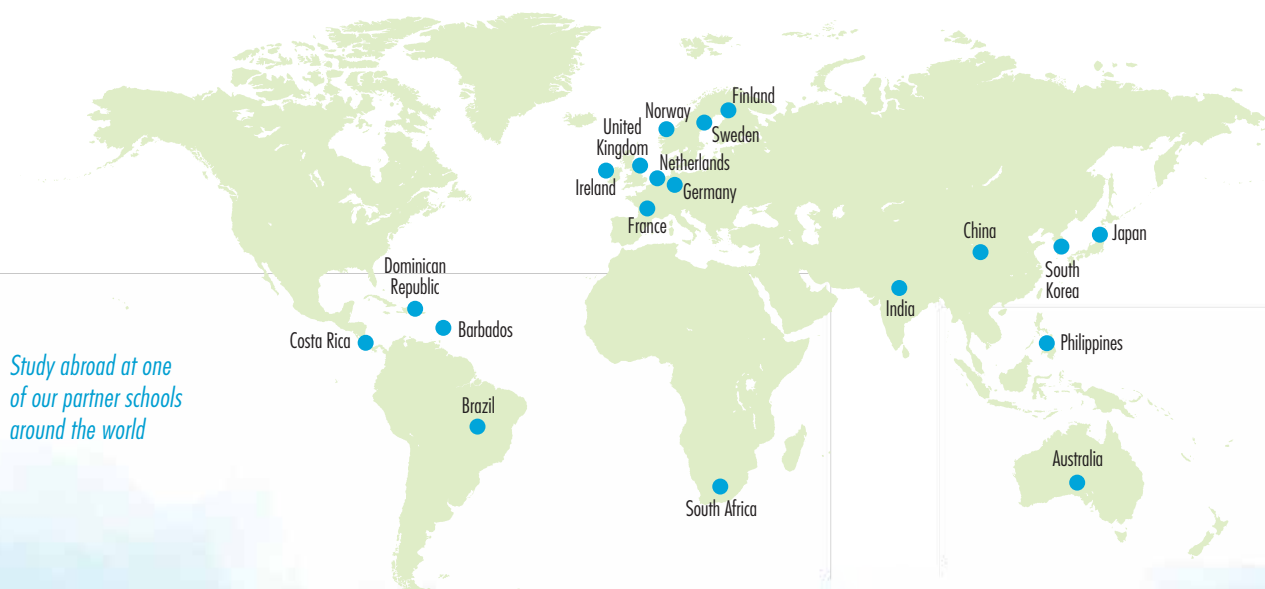 Finland
Norway
Sweden
United
Kingdom
Netherlands
Ireland
Germany
France
China
Japan
South
Korea
Dominican
Republic
India
Barbados
Costa Rica
Philippines
Study abroad at one
of our partner schools
around the world
Brazil
Australia
South Africa